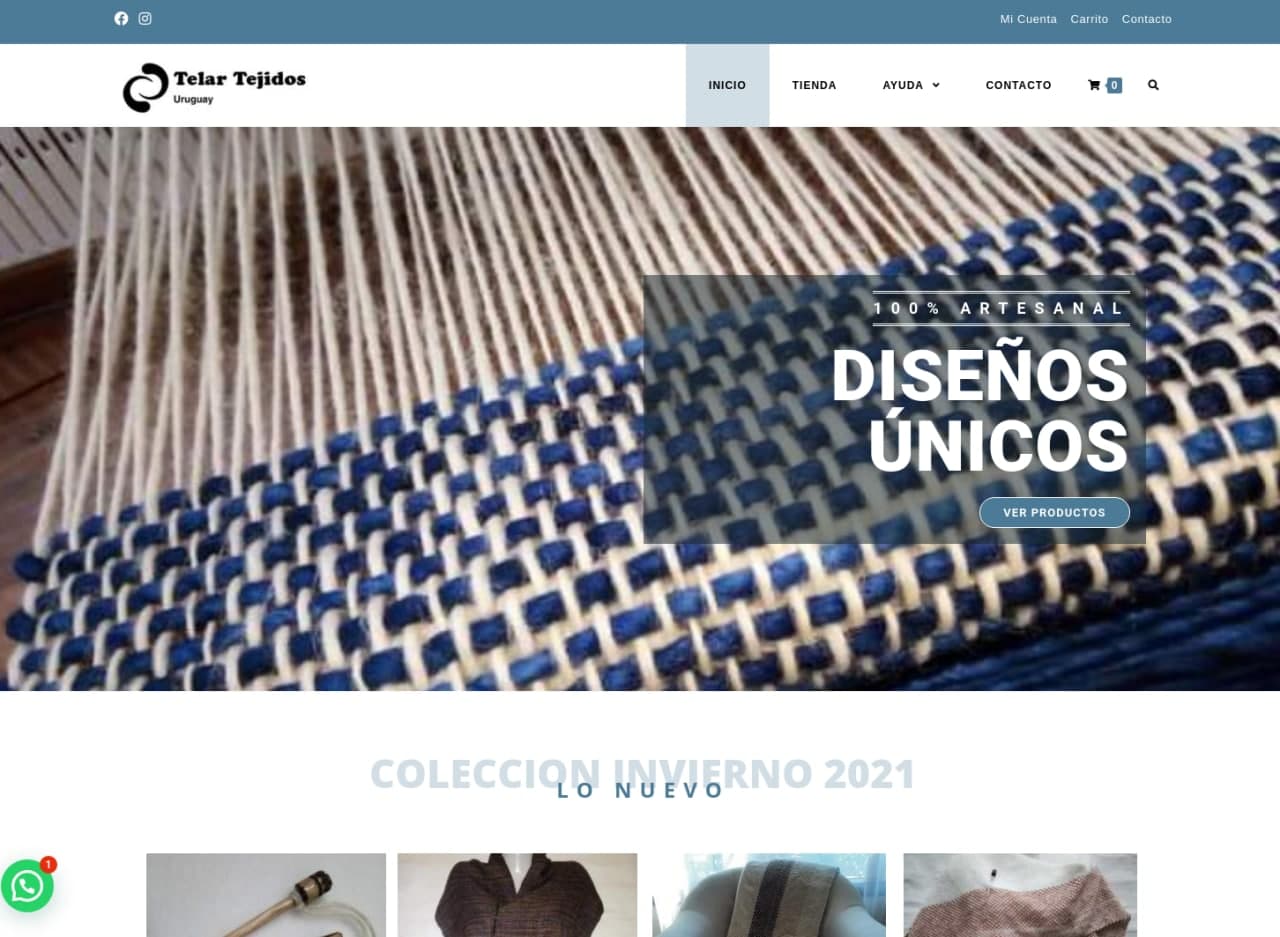 Mi Cuenta Carrito Contacto
Telar Tejidos
Uruguay
INICIO TIENDA AYUDA CONTACTO 0
100% ARTESANAL
DISEÑOS
ÚNICOS
VER PRODUCTOS
COLECCION INVIERNO 2021
LO NUEVO
1